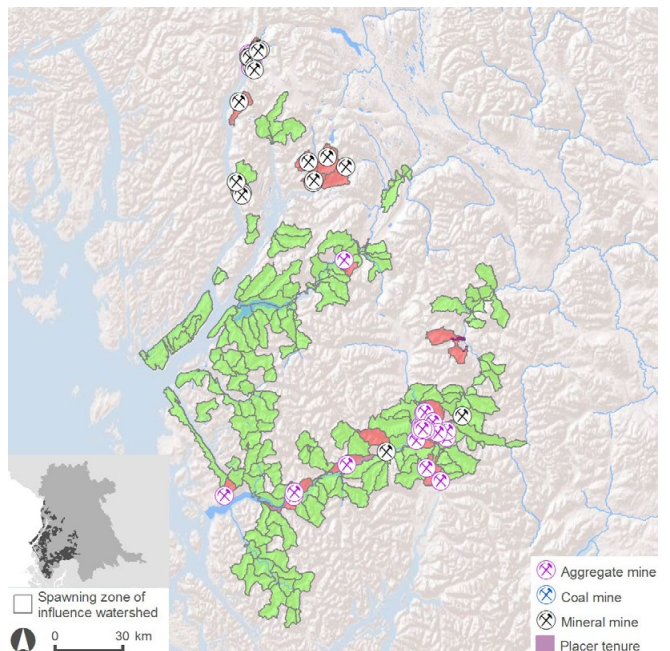 Spawning zone of
influence watershed
0 30 km
Aggregate mine
Coal mine
Mineral mine
Placer tenure